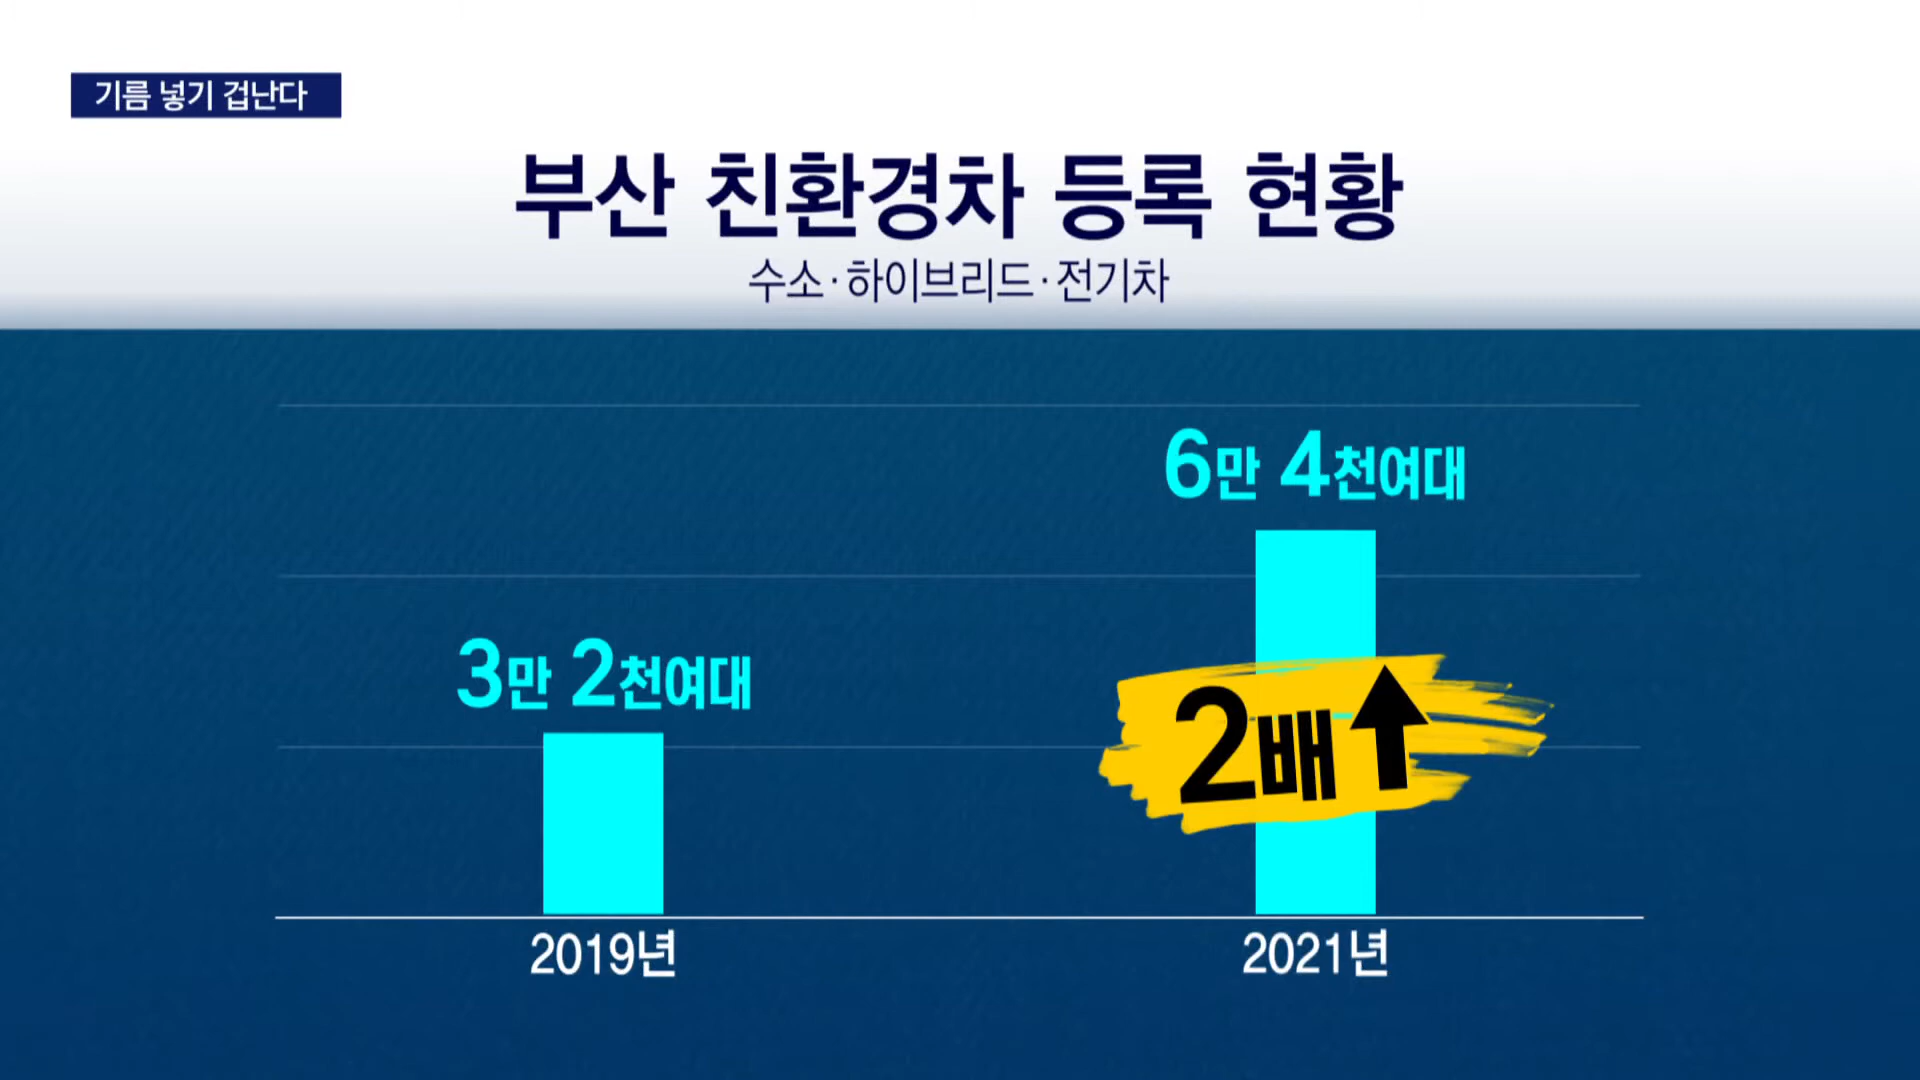 기름 넣기 겁난다
부산 친환경차 등록 현황
수소·하이브리드·전기차
6만 4천여대
3만 2천여대
2배
2019년
2021년